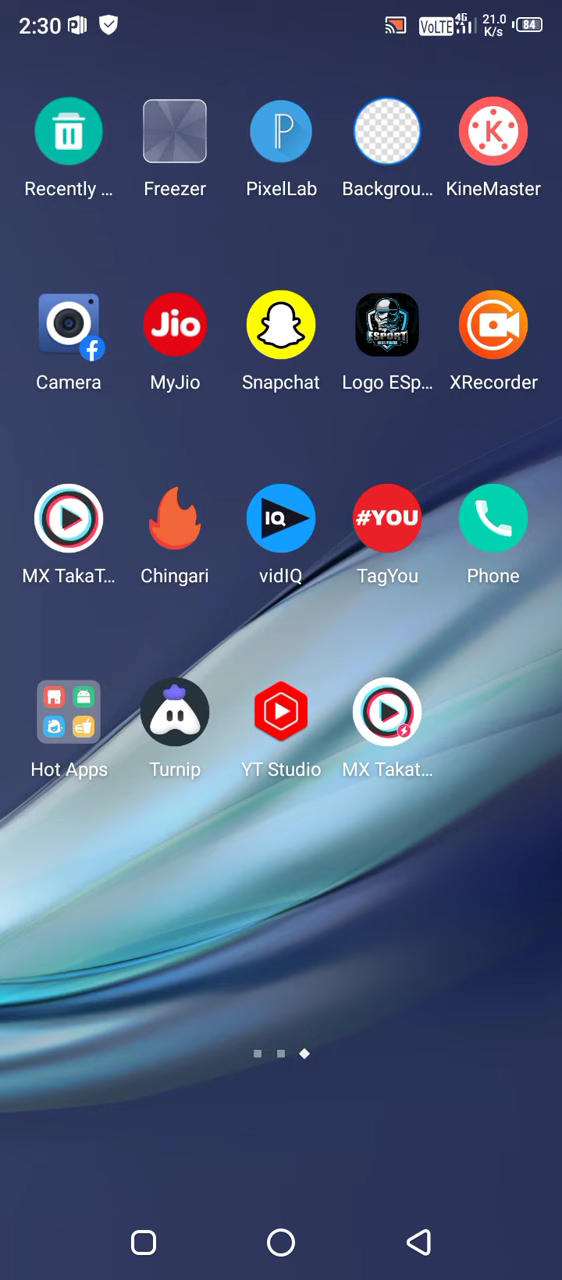 2:30 VoLTE 4G 21.0 K/s 84
Recently ... Freezer PixelLab Backgrou... KineMaster
Jio
Camera MyJio Snapchat Logo ESp... XRecorder
ESPORT
IQ #YOU
MX TakaT... Chingari vidIQ TagYou Phone
Hot Apps Turnip YT Studio MX Takat...